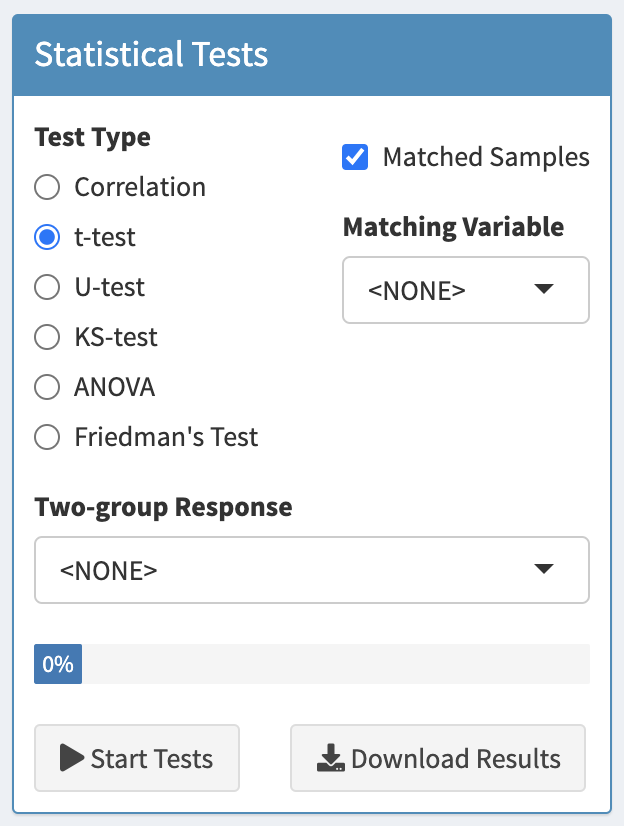 Statistical Tests
Test Type
Correlation
t-test
U-test
KS-test
ANOVA
Friedman's Test
Matched Samples
Matching Variable
<NONE>
Two-group Response
<NONE>
0%
Start Tests
Download Results